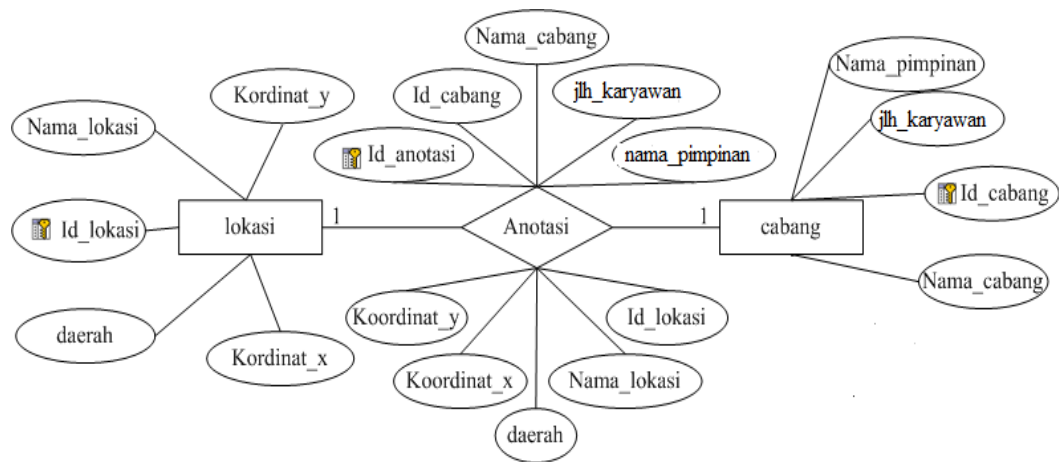 Nama_cabang
Nama_pimpinan
Kordinat_y
Id_cabang
jlh_karyawan
jlh_karyawan
Nama_lokasi
Id_anotasi
nama_pimpinan
Id_cabang
Id_lokasi
lokasi
1
Anotasi
1
cabang
Nama_cabang
Koordinat_y
Id_lokasi
daerah
Kordinat_x
Koordinat_x
Nama_lokasi
daerah